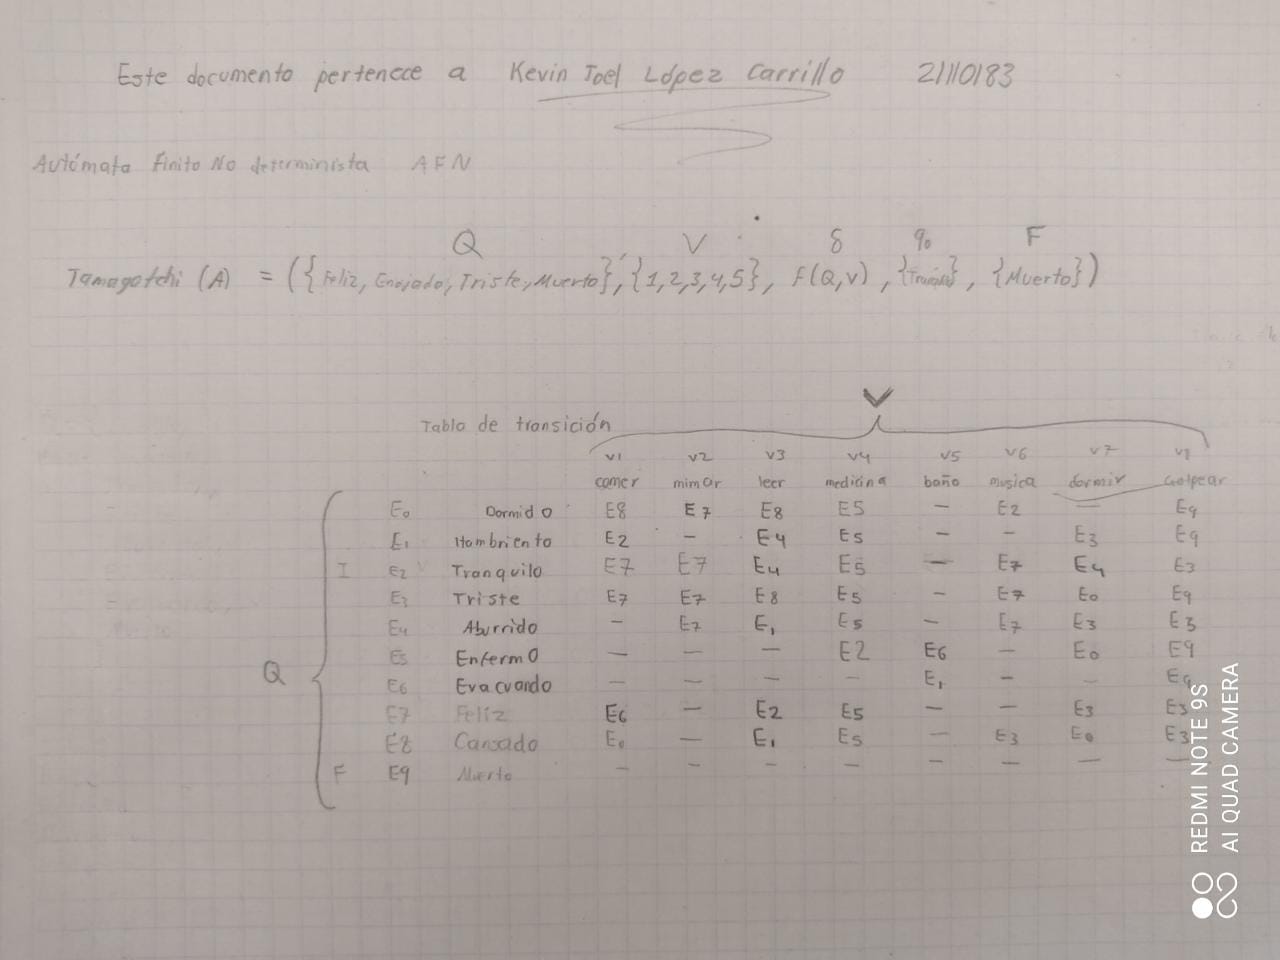 Este documento pertenece a Kevin Joel López Carrillo 21110183
Autómata Finito No determinista AFN
Q V δ q0 F
Tamagotchi (A) = ({Feliz, Enojado, Triste, Muerto}, {1,2,3,4,5}, F(Q,V), {Tranquilo}, {Muerto})
V
Tabla de transición
v1 v2 v3 v4 v5 v6 v7 v8
comer mimar leer medicina baño musica dormir Golpear
E0 Dormido E8 E7 E8 E5 — E2 — E9
E1 Hambriento E2 — E4 E5 — — E3 E9
I E2 Tranquilo E7 E7 E4 E5 — E7 E4 E3
E3 Triste E7 E7 E8 E5 — E7 E0 E9
E4 Aburrido — E7 E1 E5 — E7 E3 E3
E5 Enfermo — — — E2 E6 — E0 E9
Q
E6 Evacuando — — — — E1 — — E9
E7 Feliz E6 — E2 E5 — — E3 E3
E8 Cansado E0 — E1 E5 — E3 E0 E3
F E9 Muerto — — — — — — — —
REDMI NOTE 9S
AI QUAD CAMERA